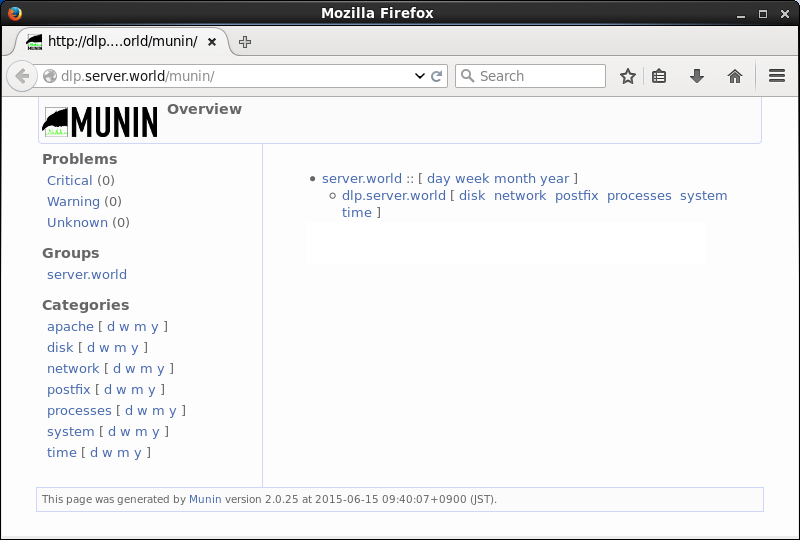 Mozilla Firefox
http://dlp....orld/munin/
dlp.server.world/munin/
Search
MUNIN
Overview
Problems
Critical (0)
Warning (0)
Unknown (0)
Groups
server.world
Categories
apache [ d w m y ]
disk [ d w m y ]
network [ d w m y ]
postfix [ d w m y ]
processes [ d w m y ]
system [ d w m y ]
time [ d w m y ]
server.world :: [ day week month year ]
dlp.server.world [ disk network postfix processes system
time ]
This page was generated by Munin version 2.0.25 at 2015-06-15 09:40:07+0900 (JST).